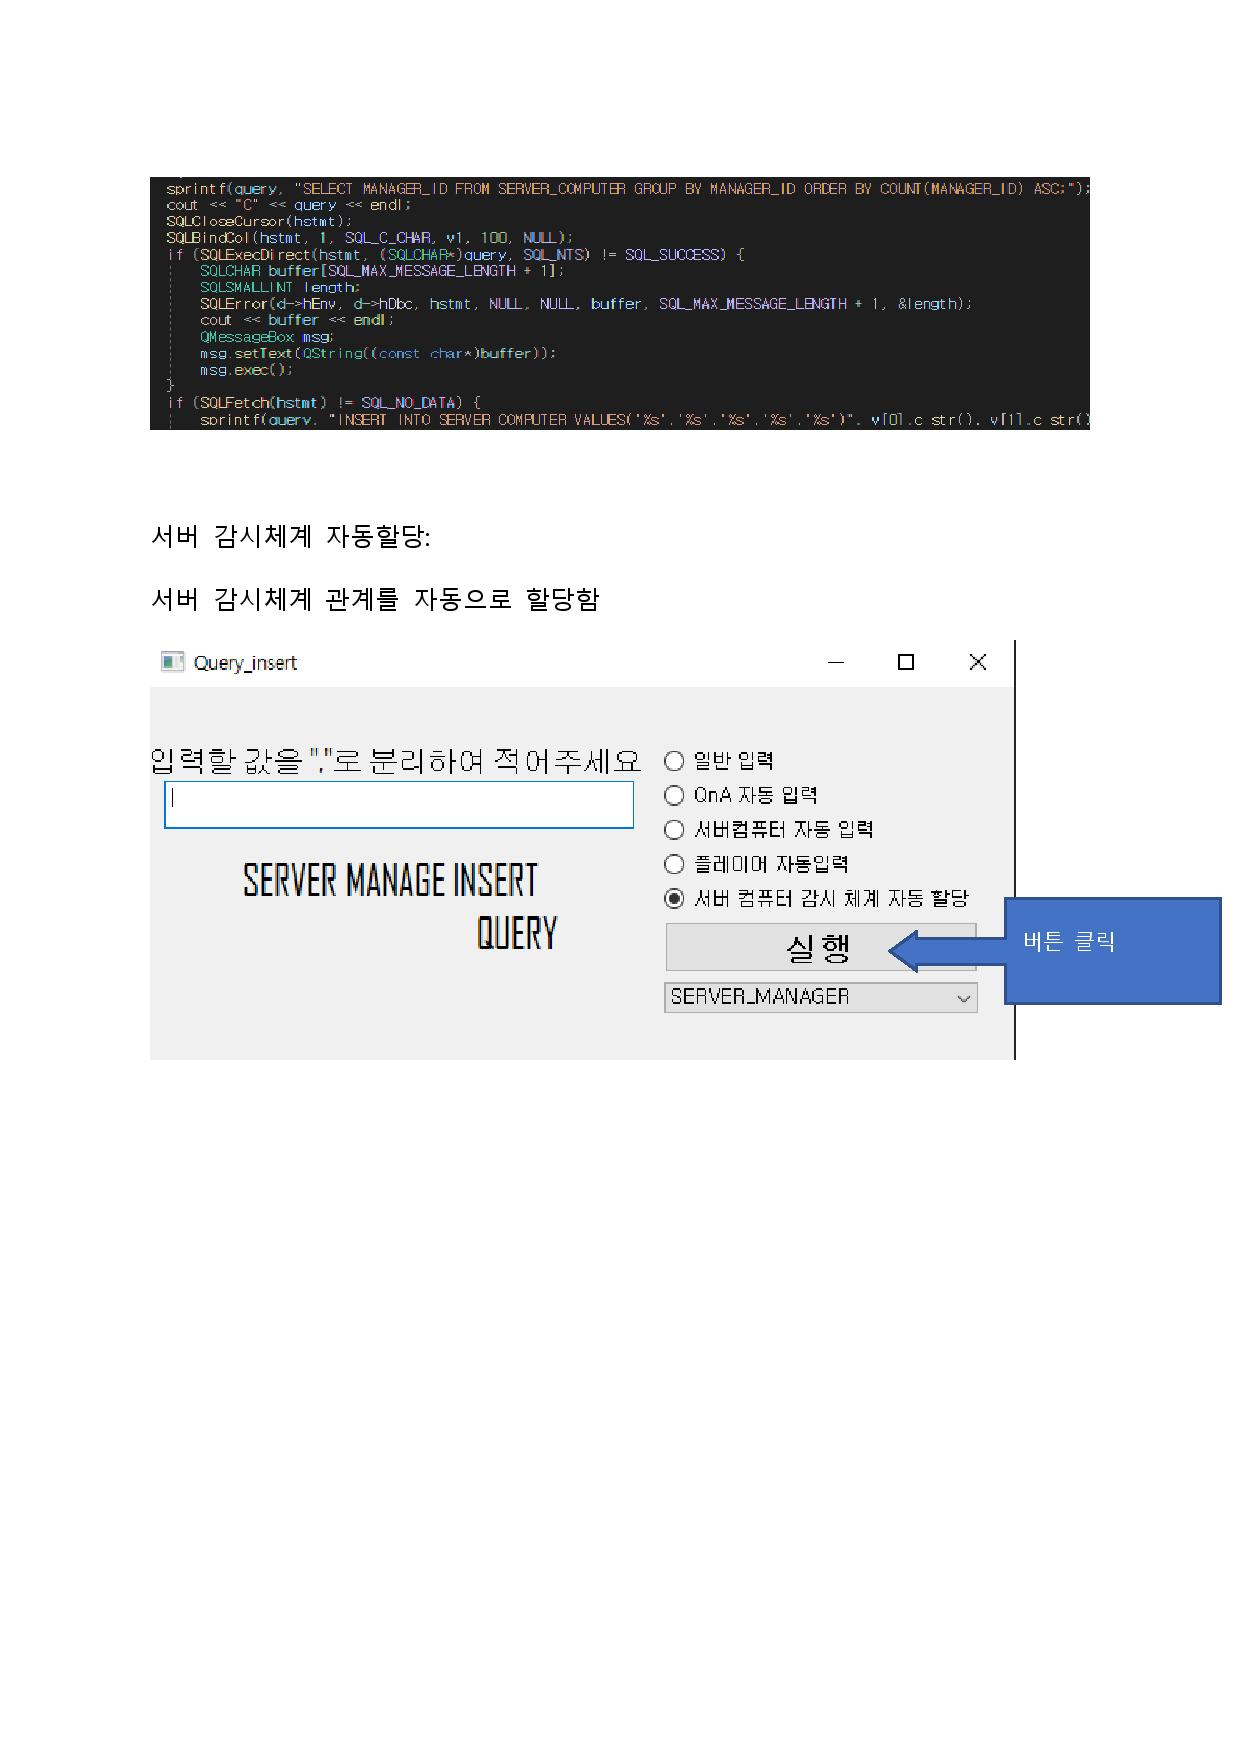 sprintf(query, "SELECT MANAGER_ID FROM SERVER_COMPUTER GROUP BY MANAGER_ID ORDER BY COUNT(MANAGER_ID) ASC;");
cout << "C" << query << endl;
SQLCloseCursor(hstmt);
SQLBindCol(hstmt, 1, SQL_C_CHAR, v1, 100, NULL);
if (SQLExecDirect(hstmt, (SQLCHAR*)query, SQL_NTS) != SQL_SUCCESS) {
SQLCHAR buffer[SQL_MAX_MESSAGE_LENGTH + 1];
SQLSMALLINT length;
SQLError(d->hEnv, d->hDbc, hstmt, NULL, NULL, buffer, SQL_MAX_MESSAGE_LENGTH + 1, &length);
cout << buffer << endl;
QMessageBox msg;
msg.setText(QString((const char*)buffer));
msg.exec();
}
if (SQLFetch(hstmt) != SQL_NO_DATA) {
sprintf(query, "INSERT INTO SERVER_COMPUTER VALUES('%s','%s','%s','%s','%s')", v[0].c_str(), v[1].c_str()
서버 감시체계 자동할당:
서버 감시체계 관계를 자동으로 할당함
Query_insert
입력할 값을 ","로 분리하여 적어주세요
일반 입력
QnA 자동 입력
서버컴퓨터 자동 입력
플레이어 자동입력
서버 컴퓨터 감시 체계 자동 할당
SERVER MANAGE INSERT
QUERY
실행
버튼 클릭
SERVER_MANAGER